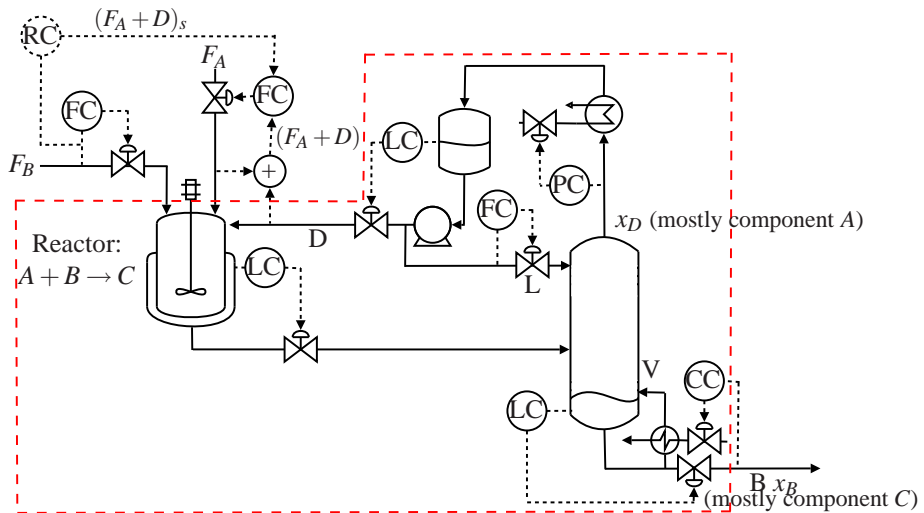 RC
(F_A + D)_s
F_A
FC
FC
(F_A + D)
LC
F_B
+
PC
FC
x_D (mostly component A)
D
Reactor:
A + B → C
LC
L
V
CC
LC
B x_B
(mostly component C)